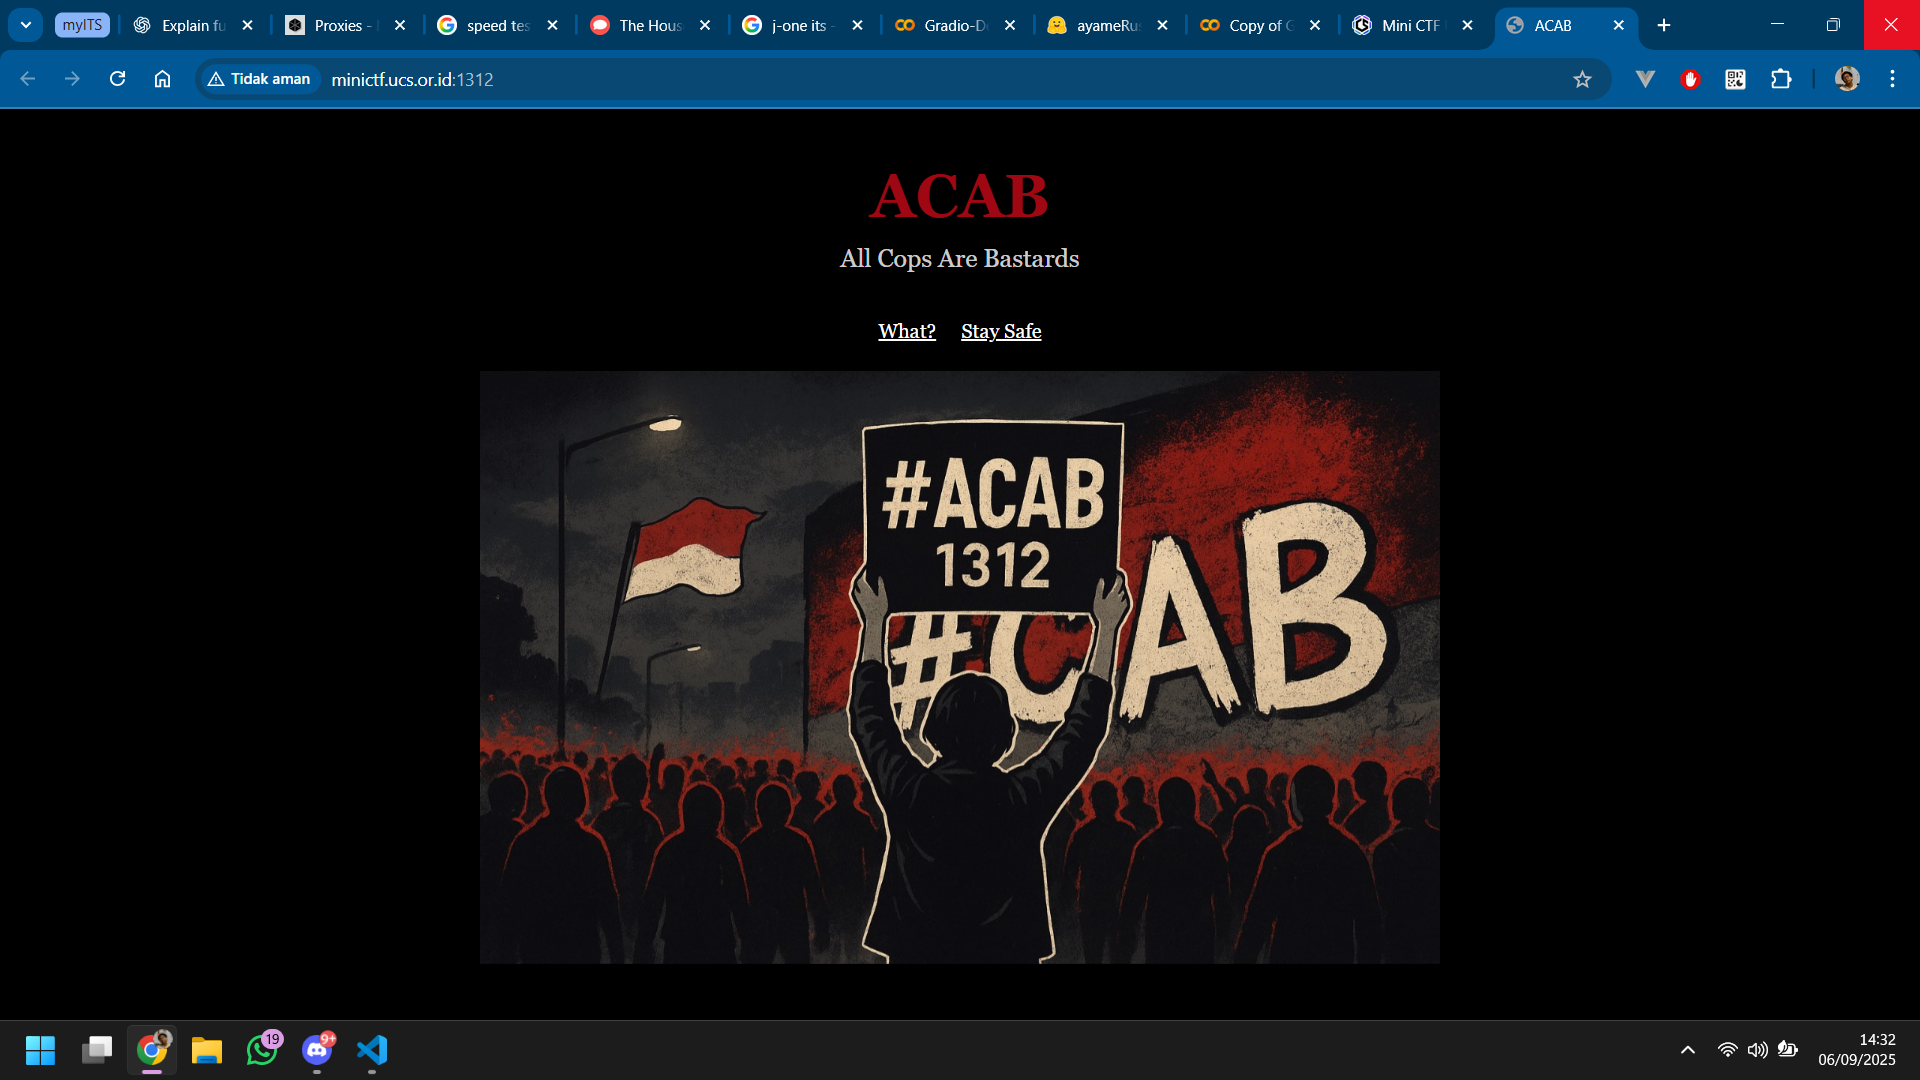 myITS
Explain fu
Proxies -
speed tes
The Hous
j-one its -
Gradio-D
ayameRu
Copy of G
Mini CTF
ACAB
Tidak aman
minictf.ucs.or.id:1312
ACAB
All Cops Are Bastards
What?
Stay Safe
#ACAB
1312
#CAB
19
9+
14:32
06/09/2025